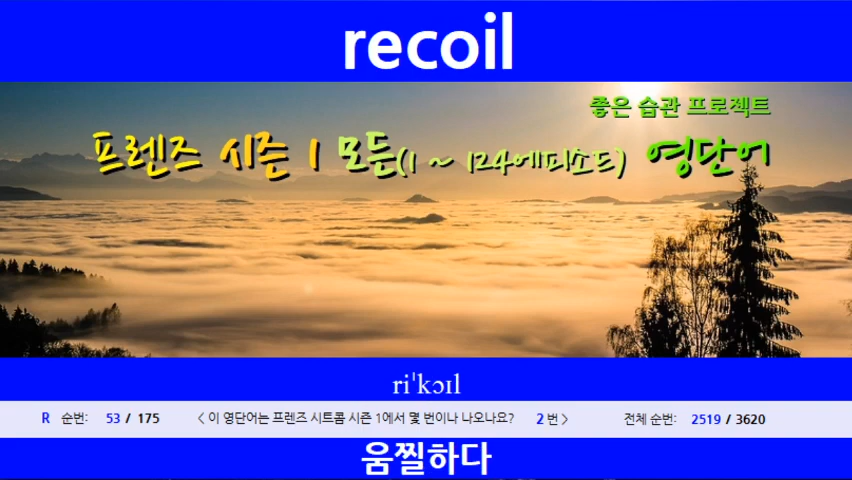 recoil
좋은 습관 프로젝트
프렌즈 시즌 1 모든(1 ~ 124에피소드) 영단어
riˈkɔɪl
R 순번: 53 / 175 < 이 영단어는 프렌즈 시트콤 시즌 1에서 몇 번이나 나오나요? 2 번 > 전체 순번: 2519 / 3620
움찔하다